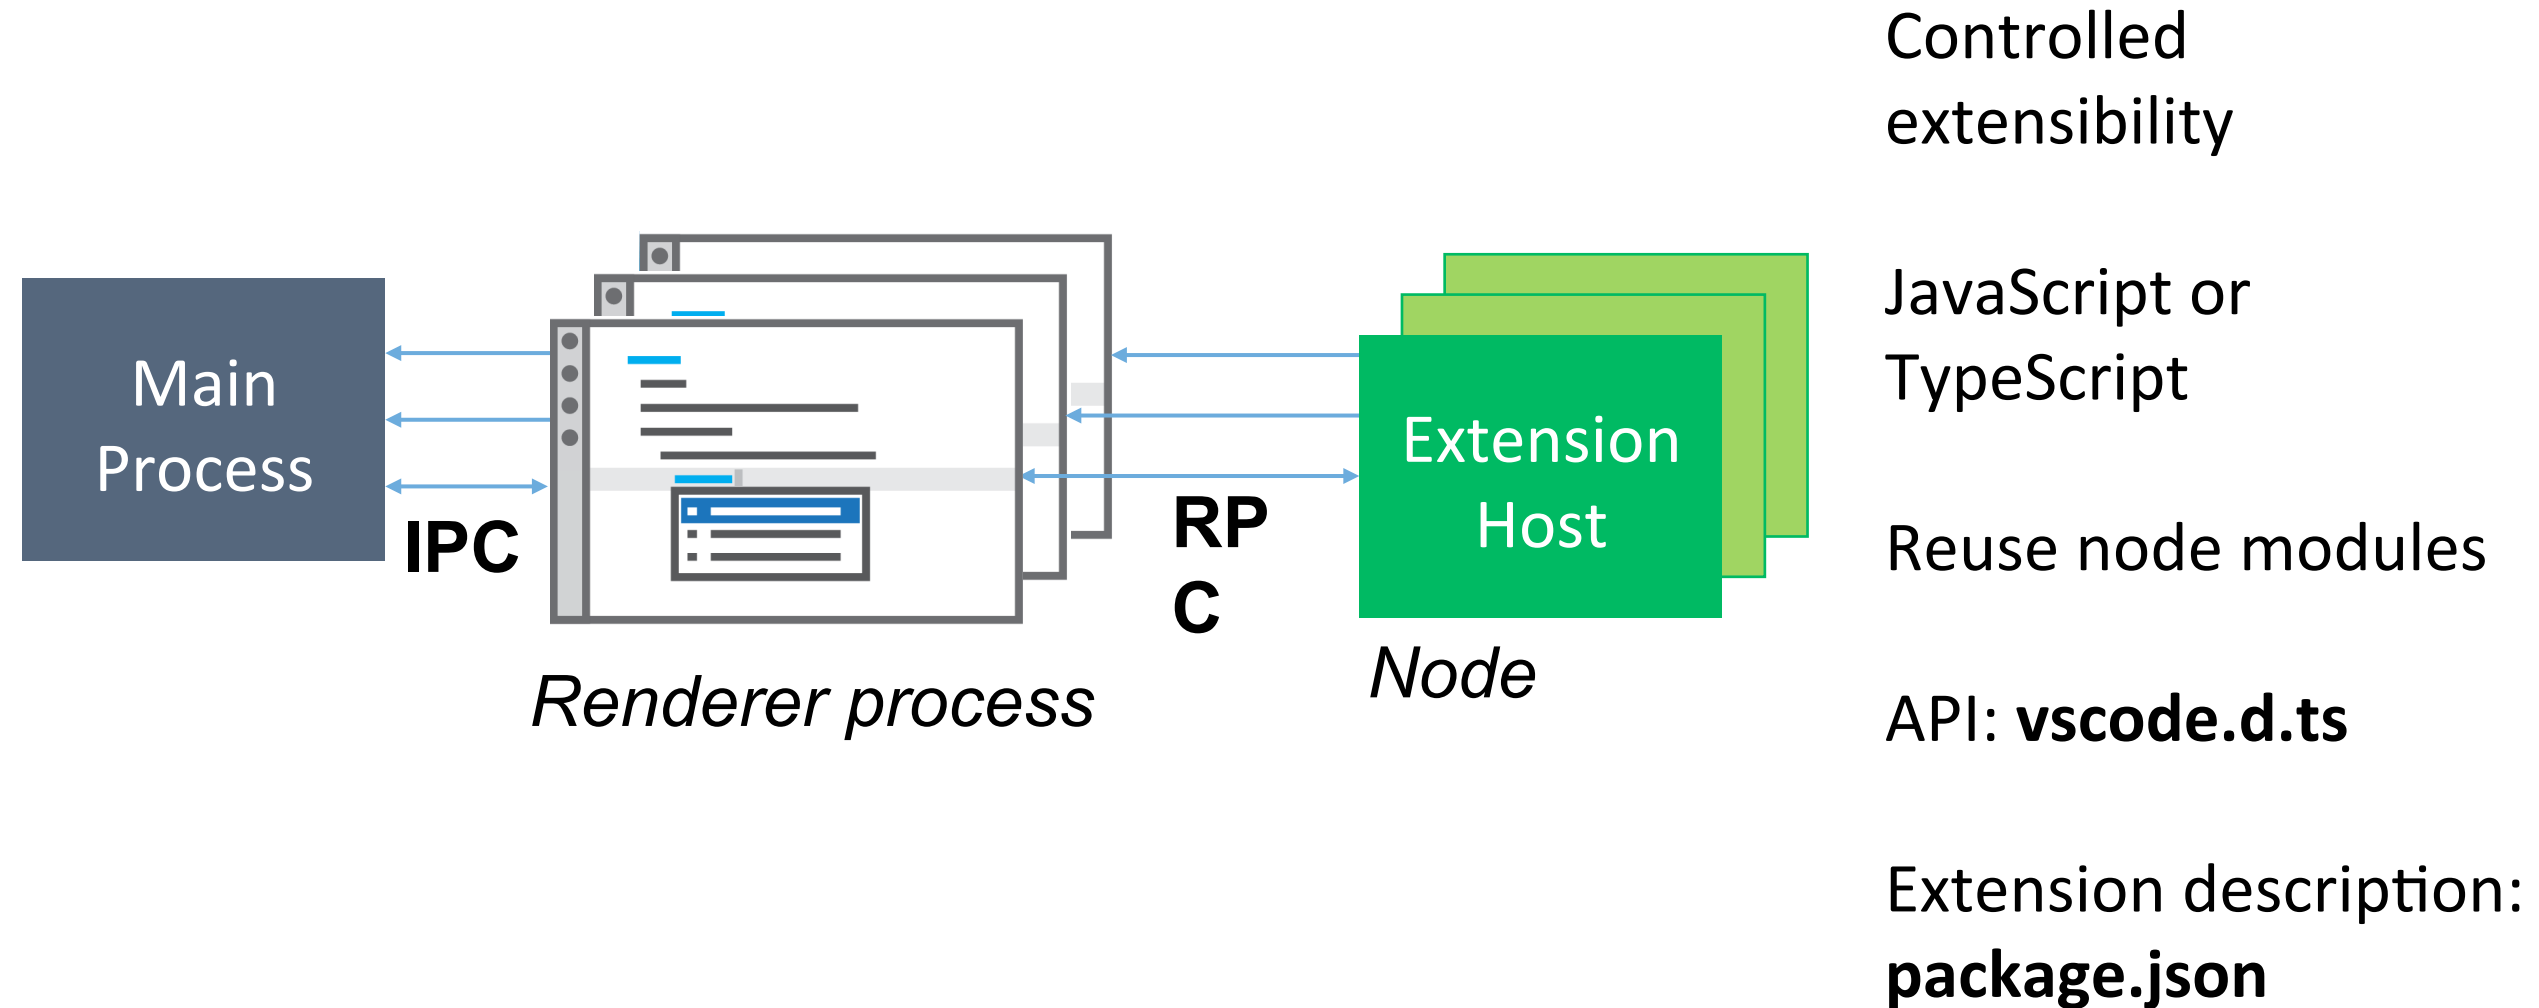 Main
Process
IPC
Renderer process
RP
C
Extension
Host
Node
Controlled
extensibility
JavaScript or
TypeScript
Reuse node modules
API: vscode.d.ts
Extension description:
package.json